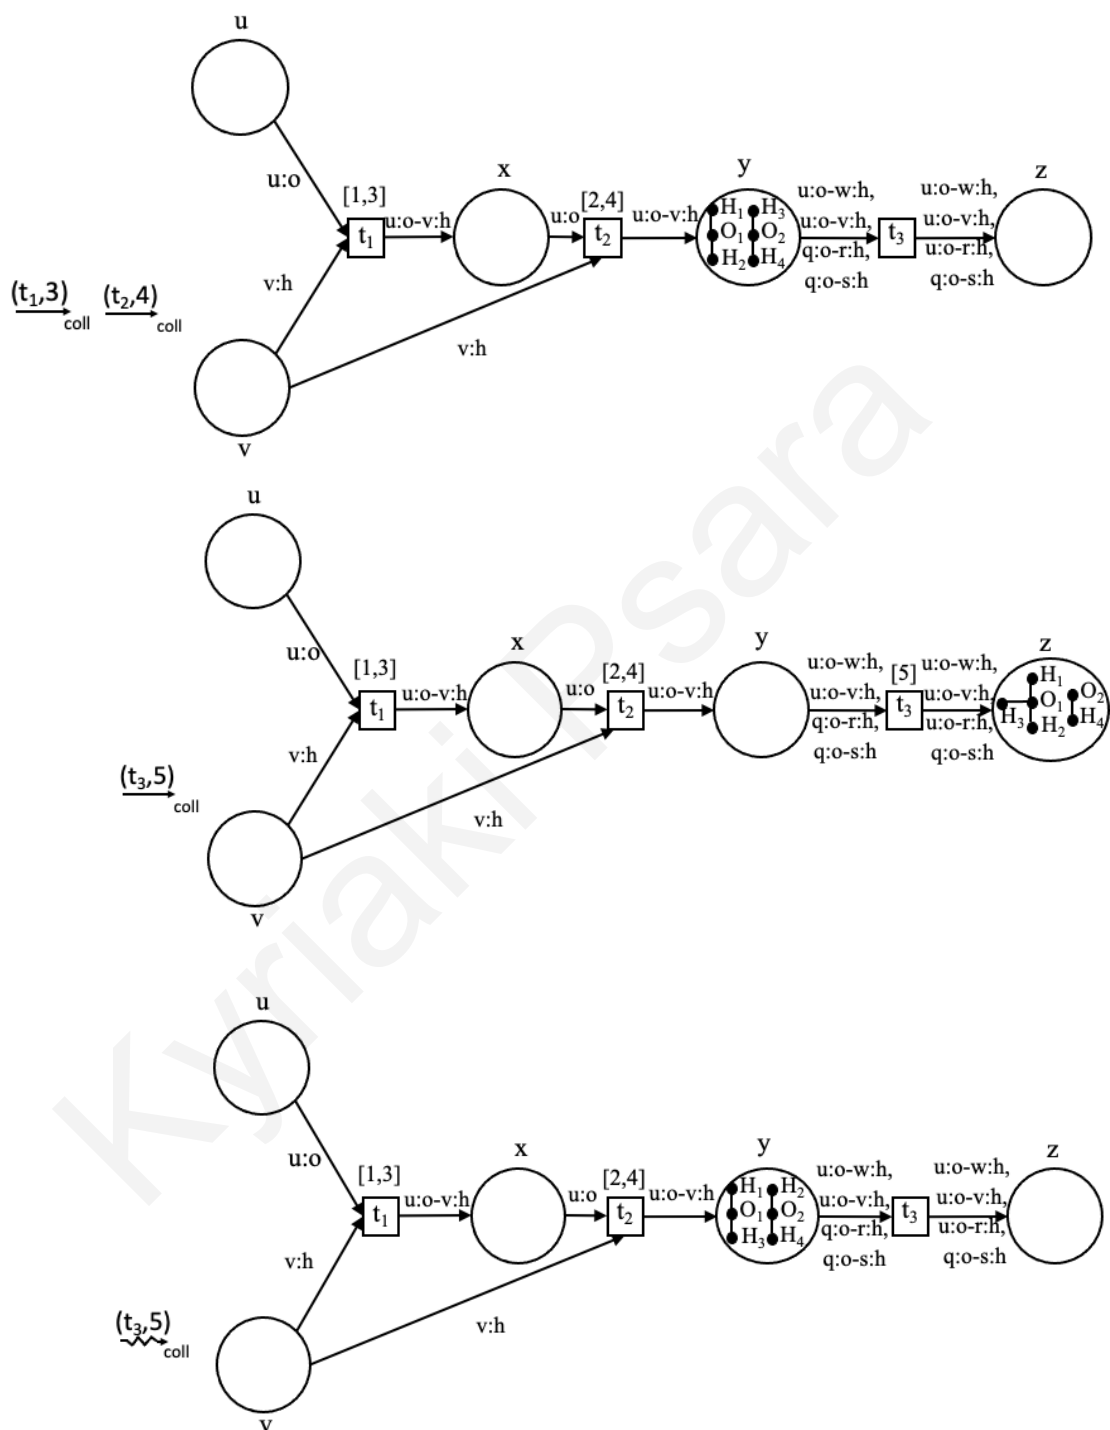 u
x
y
z
[1,3]
[2,4]
u:o
v:h
t₁
u:o-v:h
u:o
t₂
u:o-v:h
H₁ H₃
O₁ O₂
H₂ H₄
u:o-w:h,
u:o-v:h,
q:o-r:h,
q:o-s:h
t₃
u:o-w:h,
u:o-v:h,
u:o-r:h,
q:o-s:h
v:h
(t₁,3) coll (t₂,4) coll
v
u
x
y
z
[1,3]
[2,4]
[5]
u:o
v:h
t₁
u:o-v:h
u:o
t₂
u:o-v:h
u:o-w:h,
u:o-v:h,
q:o-r:h,
q:o-s:h
t₃
u:o-w:h,
u:o-v:h,
u:o-r:h,
q:o-s:h
H₁
O₁ O₂
H₃ H₂ H₄
v:h
(t₃,5) coll
v
u
x
y
z
[1,3]
[2,4]
u:o
v:h
t₁
u:o-v:h
u:o
t₂
u:o-v:h
H₁ H₂
O₁ O₂
H₃ H₄
u:o-w:h,
u:o-v:h,
q:o-r:h,
q:o-s:h
t₃
u:o-w:h,
u:o-v:h,
u:o-r:h,
q:o-s:h
v:h
(t₃,5) coll
v
Kyriaki Psara